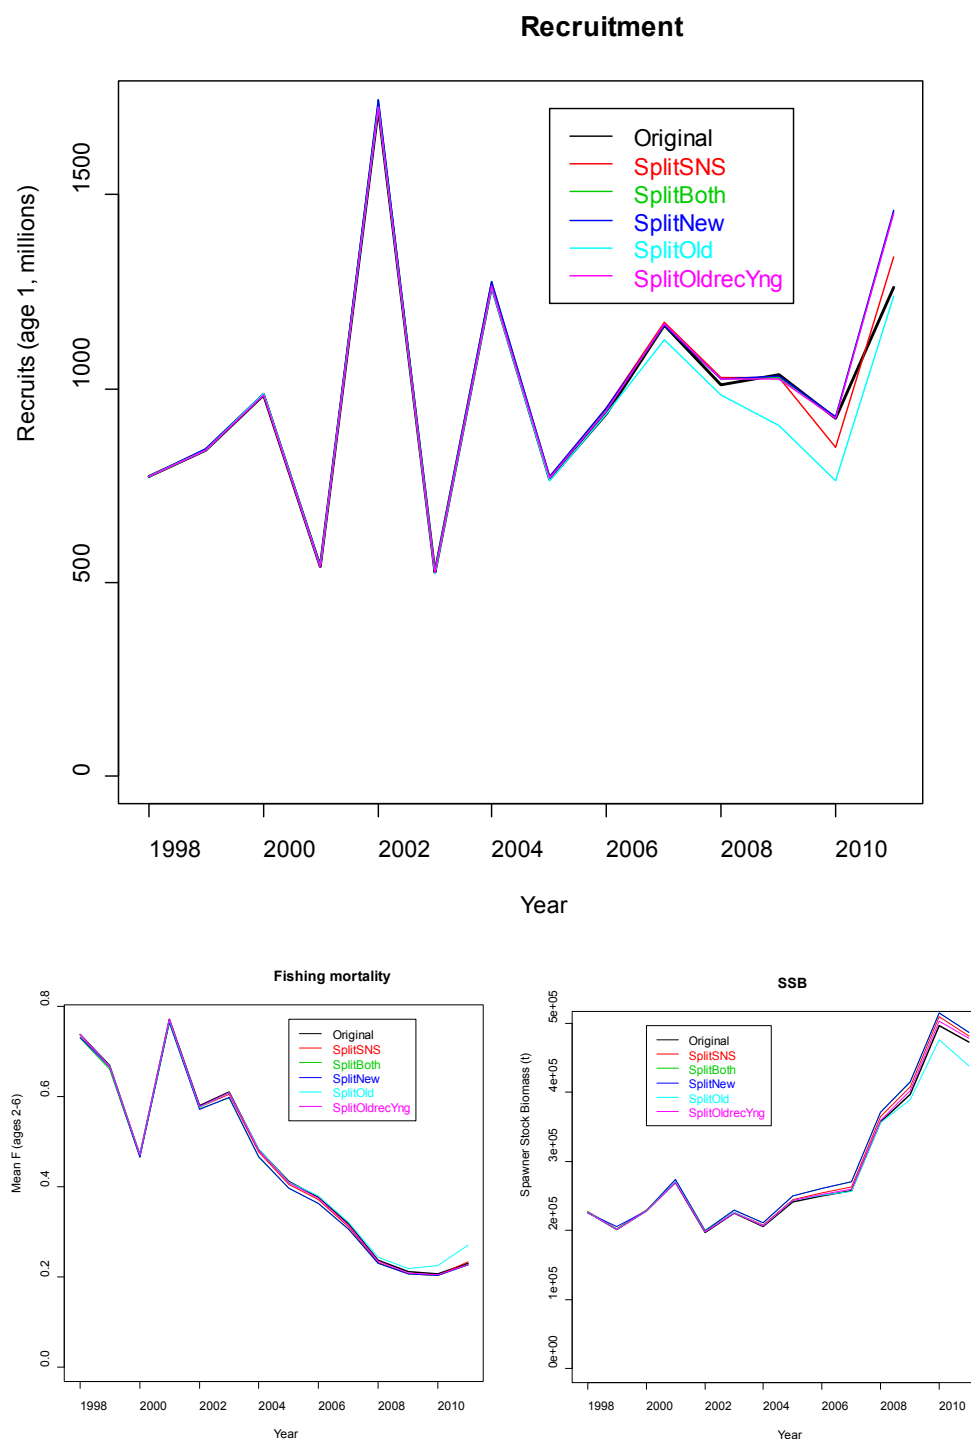 Recruitment
Recruits (age 1, millions)
1500
1000
500
0
Original
SplitSNS
SplitBoth
SplitNew
SplitOld
SplitOldrecYng
1998 2000 2002 2004 2006 2008 2010
Year
Fishing mortality
Mean F (ages 2-6)
0.8
0.6
0.4
0.2
0.0
Original
SplitSNS
SplitBoth
SplitNew
SplitOld
SplitOldrecYng
1998 2000 2002 2004 2006 2008 2010
Year
SSB
Spawner Stock Biomass (t)
5e+05
4e+05
3e+05
2e+05
1e+05
0e+00
Original
SplitSNS
SplitBoth
SplitNew
SplitOld
SplitOldrecYng
1998 2000 2002 2004 2006 2008 2010
Year